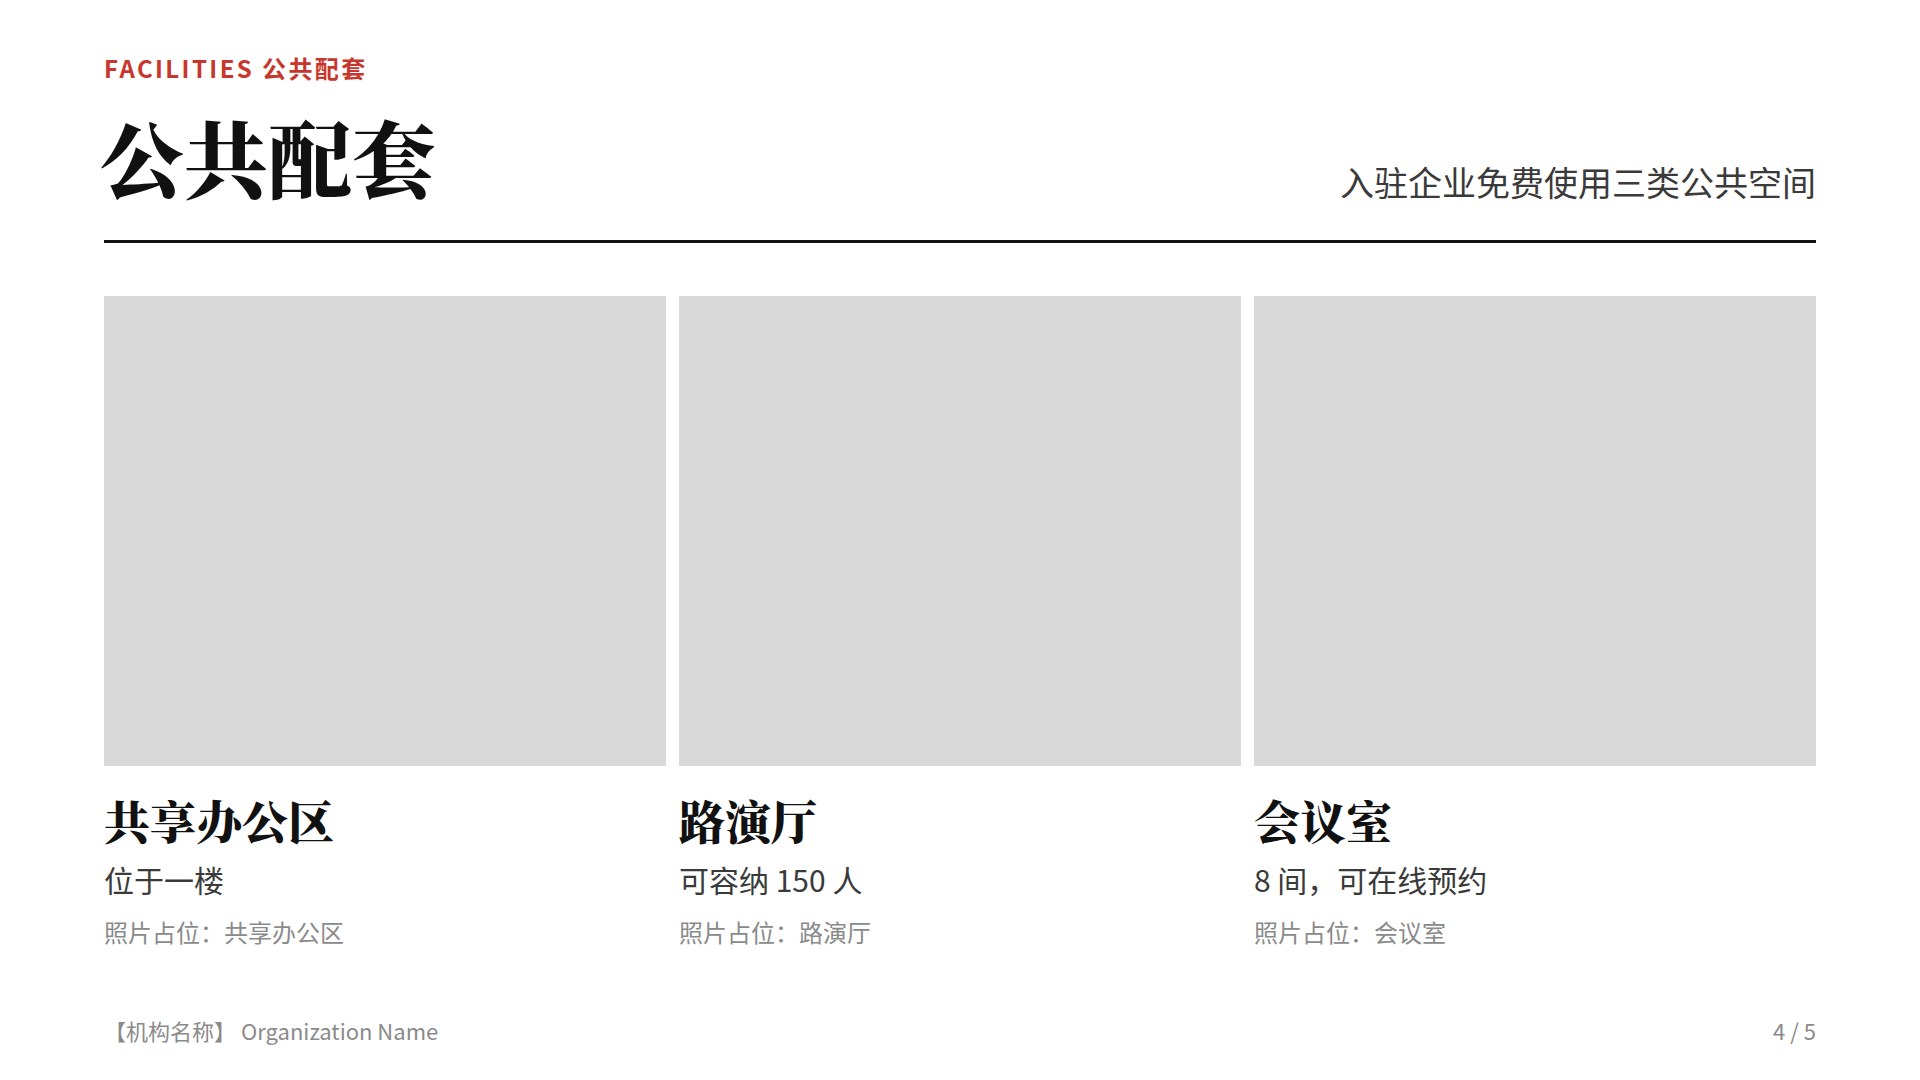 FACILITIES 公共配套
公共配套
入驻企业免费使用三类公共空间
共享办公区
位于一楼
照片占位：共享办公区
路演厅
可容纳 150 人
照片占位：路演厅
会议室
8 间，可在线预约
照片占位：会议室
【机构名称】 Organization Name
4 / 5